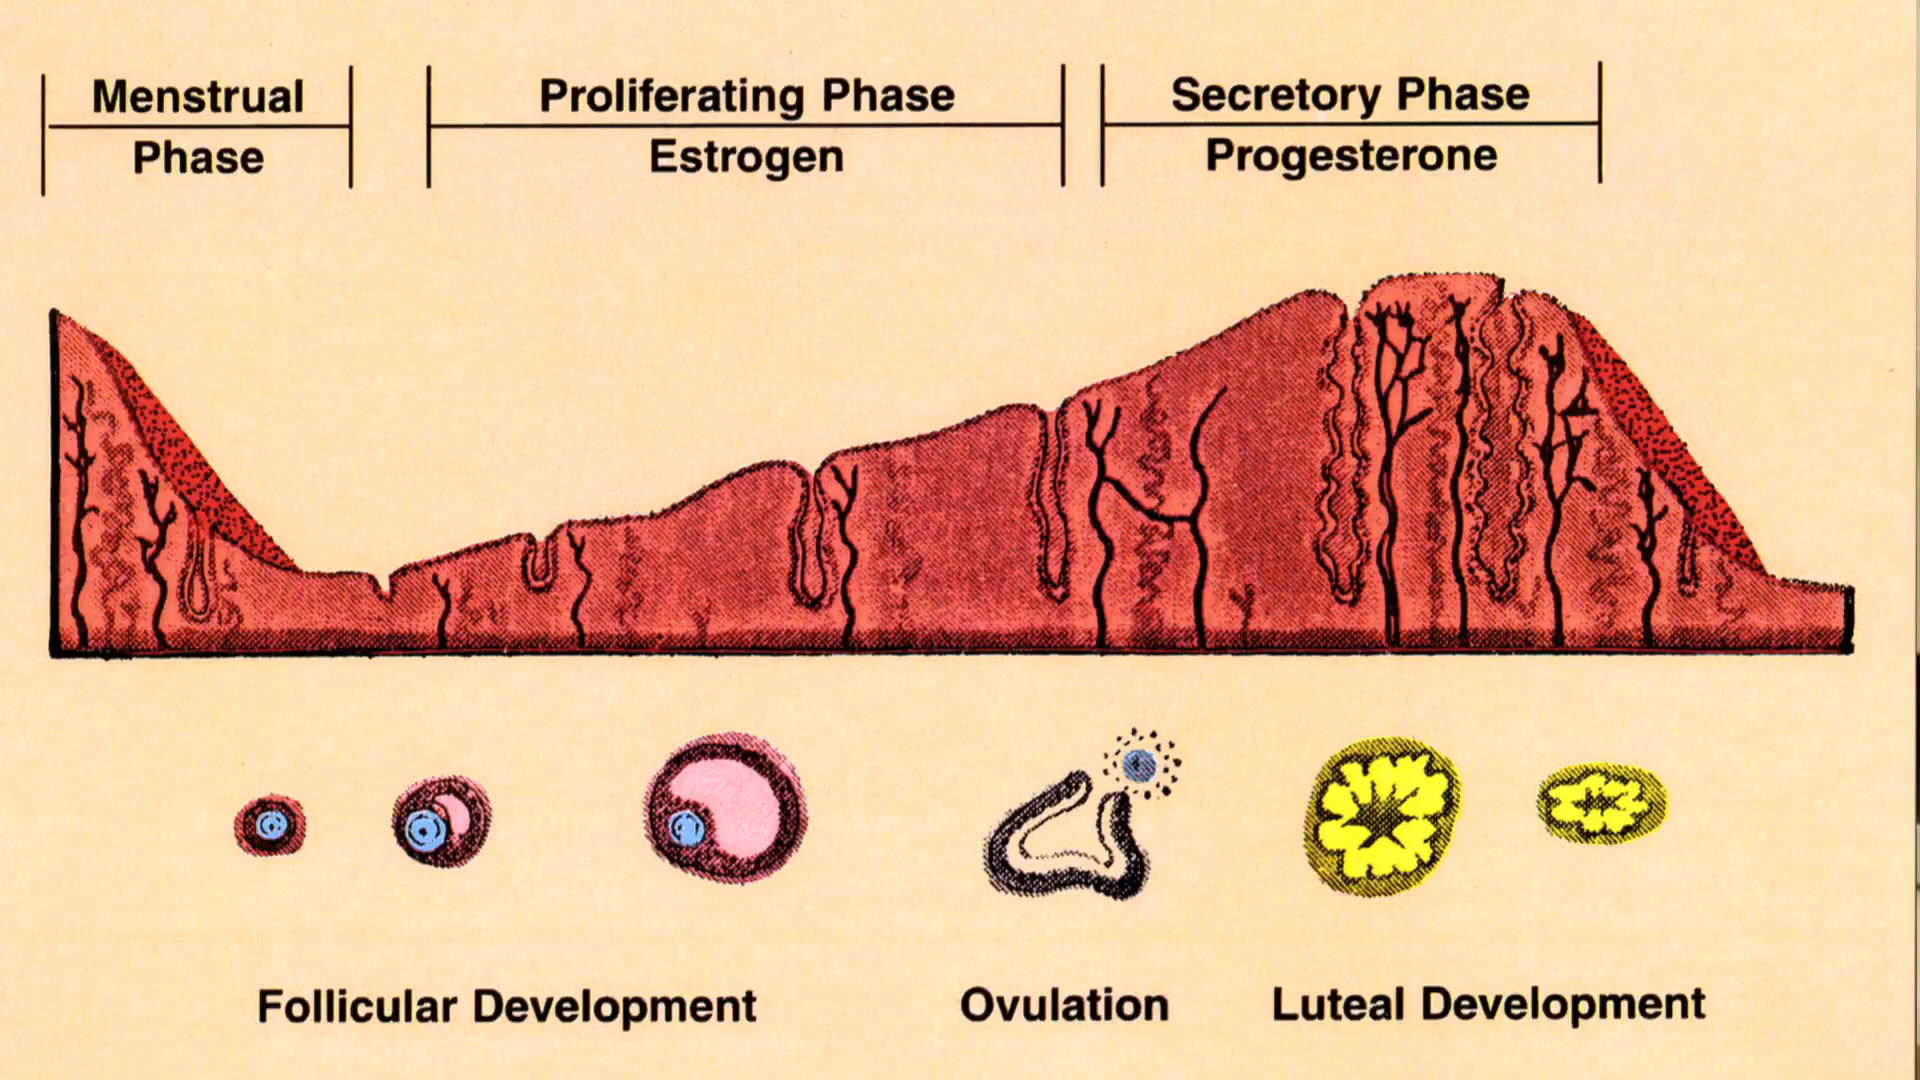 Menstrual
Phase
Proliferating Phase
Estrogen
Secretory Phase
Progesterone
Follicular Development
Ovulation
Luteal Development